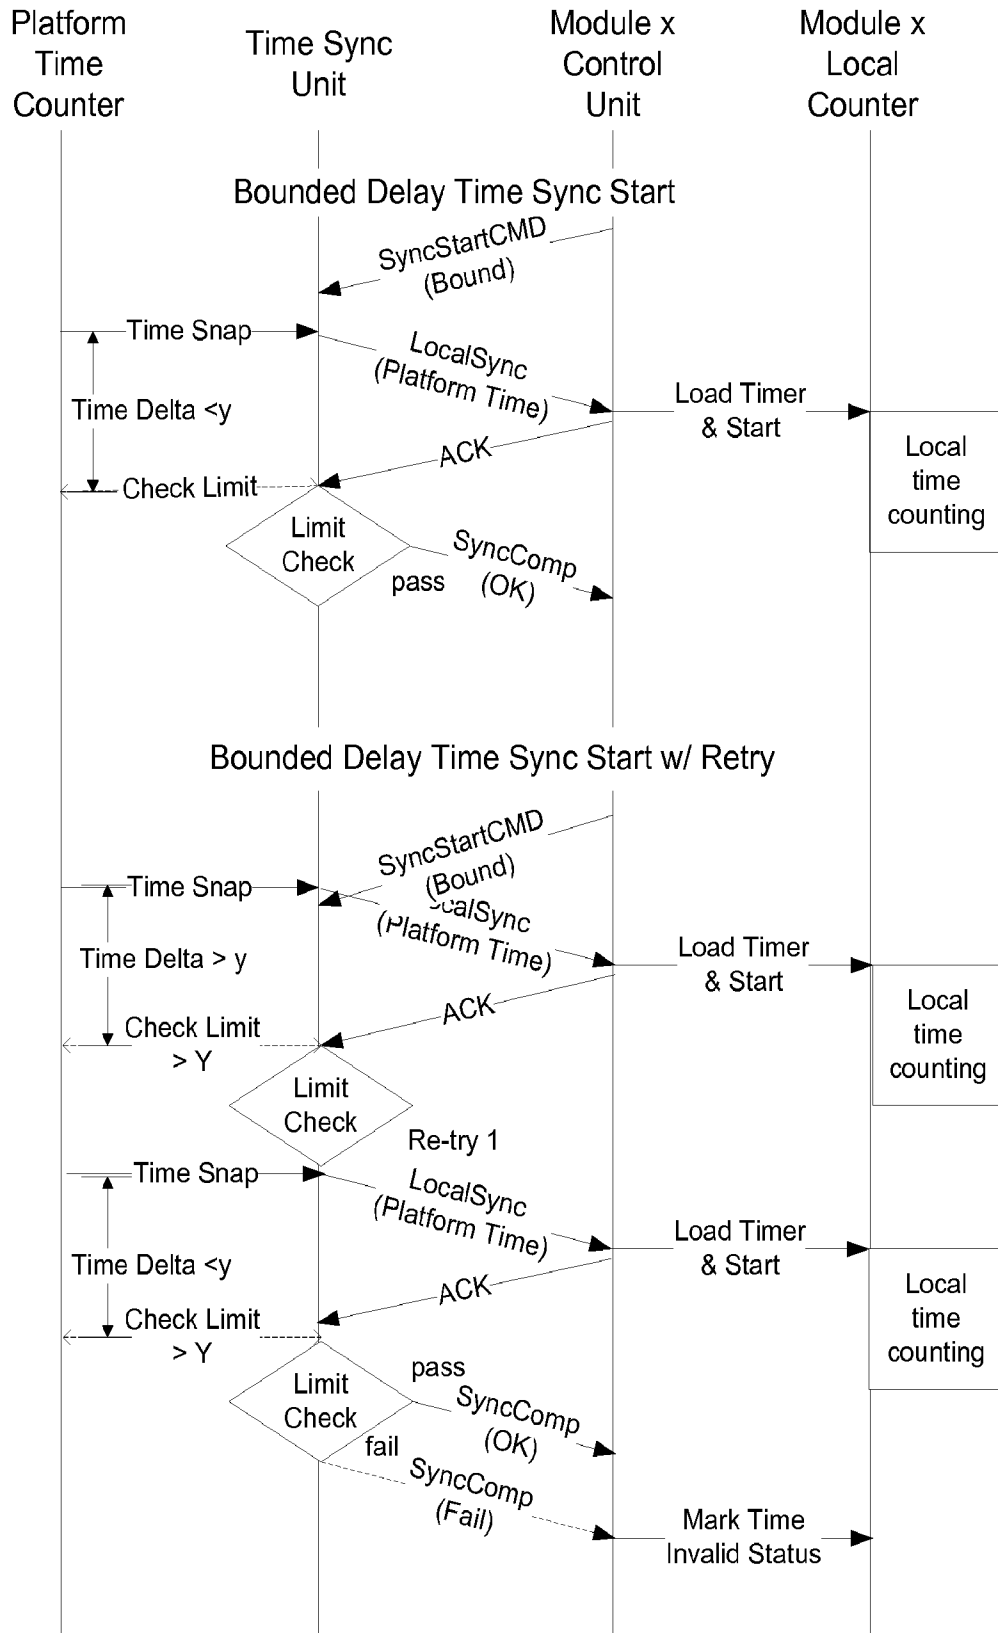 Platform
Time
Counter
Time Sync
Unit
Module x
Control
Unit
Module x
Local
Counter
Bounded Delay Time Sync Start
SyncStartCMD
(Bound)
Time Snap
LocalSync
(Platform Time)
Time Delta <y
Load Timer
& Start
ACK
Local
time
counting
Check Limit
Limit
Check
pass
SyncComp
(OK)
Bounded Delay Time Sync Start w/ Retry
SyncStartCMD
(Bound)
Time Snap
calSync
(Platform Time)
Time Delta > y
Load Timer
& Start
ACK
Local
time
counting
Check Limit
> Y
Limit
Check
Re-try 1
Time Snap
LocalSync
(Platform Time)
Time Delta <y
Load Timer
& Start
ACK
Local
time
counting
Check Limit
> Y
Limit
Check
pass
SyncComp
(OK)
fail
SyncComp
(Fail)
Mark Time
Invalid Status